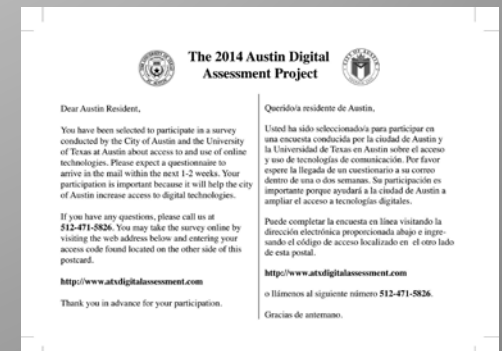 The 2014 Austin Digital
Assessment Project
Dear Austin Resident,
You have been selected to participate in a survey
conducted by the City of Austin and the University
of Texas at Austin about access to and use of online
technologies. Please expect a questionnaire to
arrive in the mail within the next 1-2 weeks. Your
participation is important because it will help the city
of Austin increase access to digital technologies.
If you have any questions, please call us at
512-471-5826. You may take the survey online by
visiting the web address below and entering your
access code found located on the other side of this
postcard.
http://www.atxdigitalassessment.com
Thank you in advance for your participation.
Querido/a residente de Austin,
Usted ha sido seleccionado/a para participar en
una encuesta conducida por la ciudad de Austin y
la Universidad de Texas en Austin sobre el acceso
y uso de tecnologías de comunicación. Por favor
espere la llegada de un cuestionario a su correo
dentro de una o dos semanas. Su participación es
importante porque ayudará a la ciudad de Austin a
ampliar el acceso a tecnologías digitales.
Puede completar la encuesta en línea visitando la
dirección electrónica proporcionada abajo e ingre-
sando el código de acceso localizado en el otro lado
de esta postal.
http://www.atxdigitalassessment.com
o llámenos al siguiente número 512-471-5826.
Gracias de antemano.